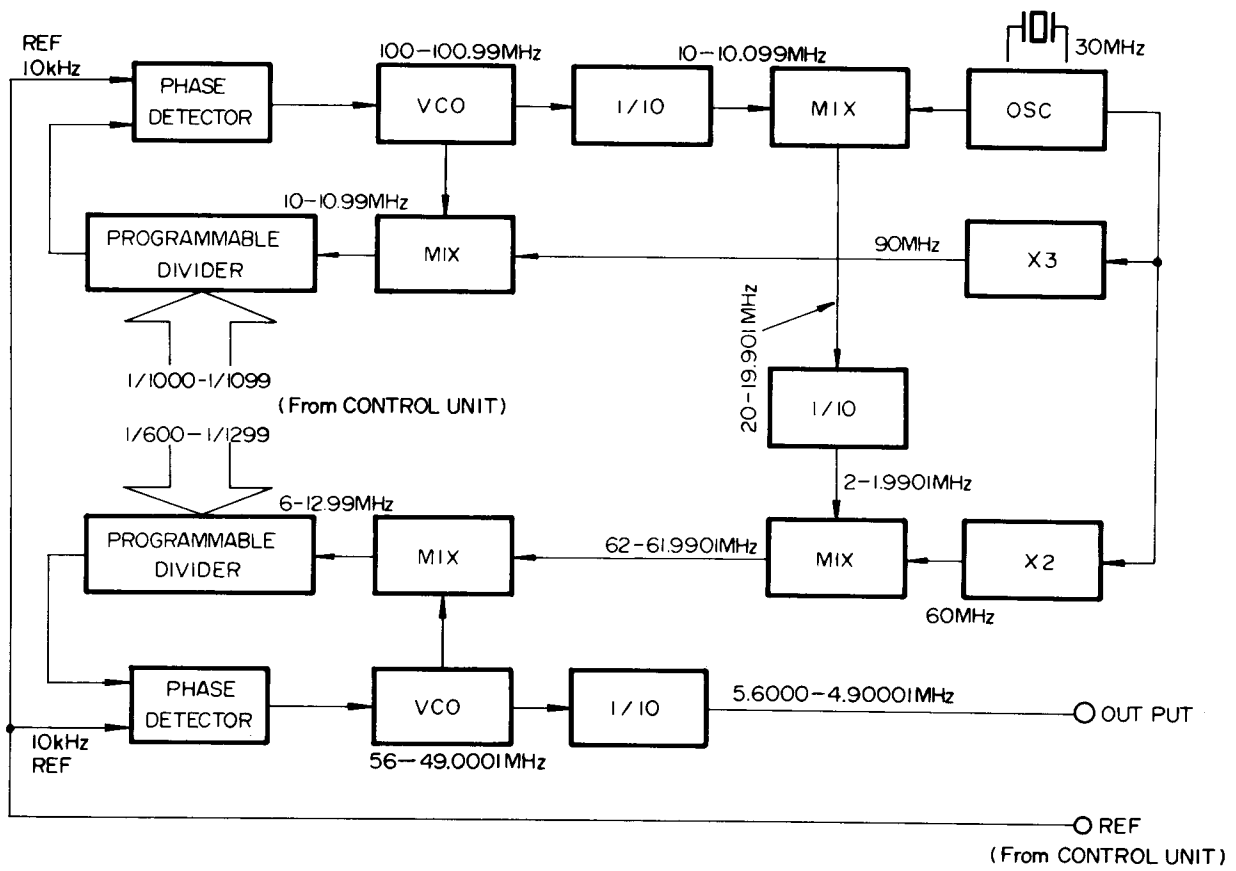 REF
10kHz
PHASE
DETECTOR
100-100.99MHz
VCO
1/10
10-10.099MHz
MIX
30MHz
OSC
10-10.99MHz
PROGRAMMABLE
DIVIDER
MIX
90MHz
X3
20-19.901MHz
1/1000-1/1099
(From CONTROL UNIT)
1/10
1/600-1/1299
2-1.9901MHz
6-12.99MHz
PROGRAMMABLE
DIVIDER
MIX
62-61.9901MHz
MIX
X2
60MHz
PHASE
DETECTOR
VCO
1/10
5.6000-4.90001MHz
OUT PUT
10kHz
REF
56-49.0001MHz
REF
(From CONTROL UNIT)